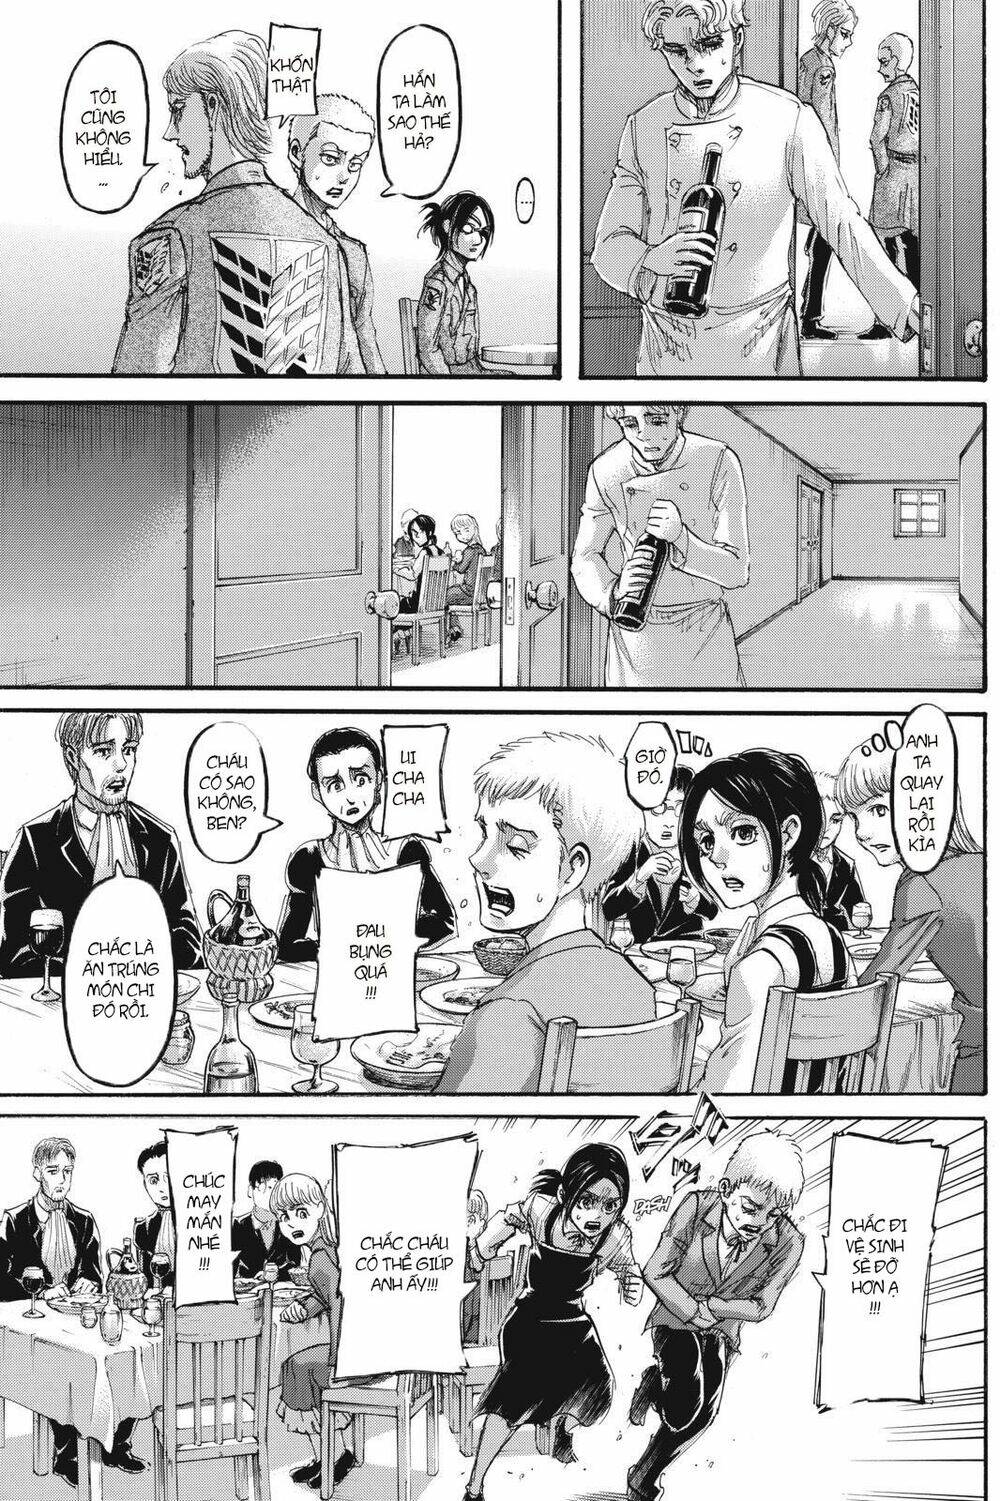 ...
HẮN
TA LÀM
SAO THẾ
HẢ?
KHỐN
THẬT
TÔI
CŨNG
KHÔNG
HIỂU.
...
ANH
TA
QUAY
LẠI
RỒI
KÌA
GIỜ
ĐÓ.
UI
CHA
CHA
CHÁU
CÓ SAO
KHÔNG,
BEN?
ĐAU
BỤNG
QUÁ
!!!
CHẮC LÀ
ĂN TRÚNG
MÓN CHI
ĐÓ RỒI.
CHẮC ĐI
VỆ SINH
SẼ ĐỠ
HƠN Ạ
!!!
DASH
CHẮC CHÁU
CÓ THỂ GIÚP
ANH ẤY!!!
CHÚC
MAY
MẮN
NHÉ
!!!